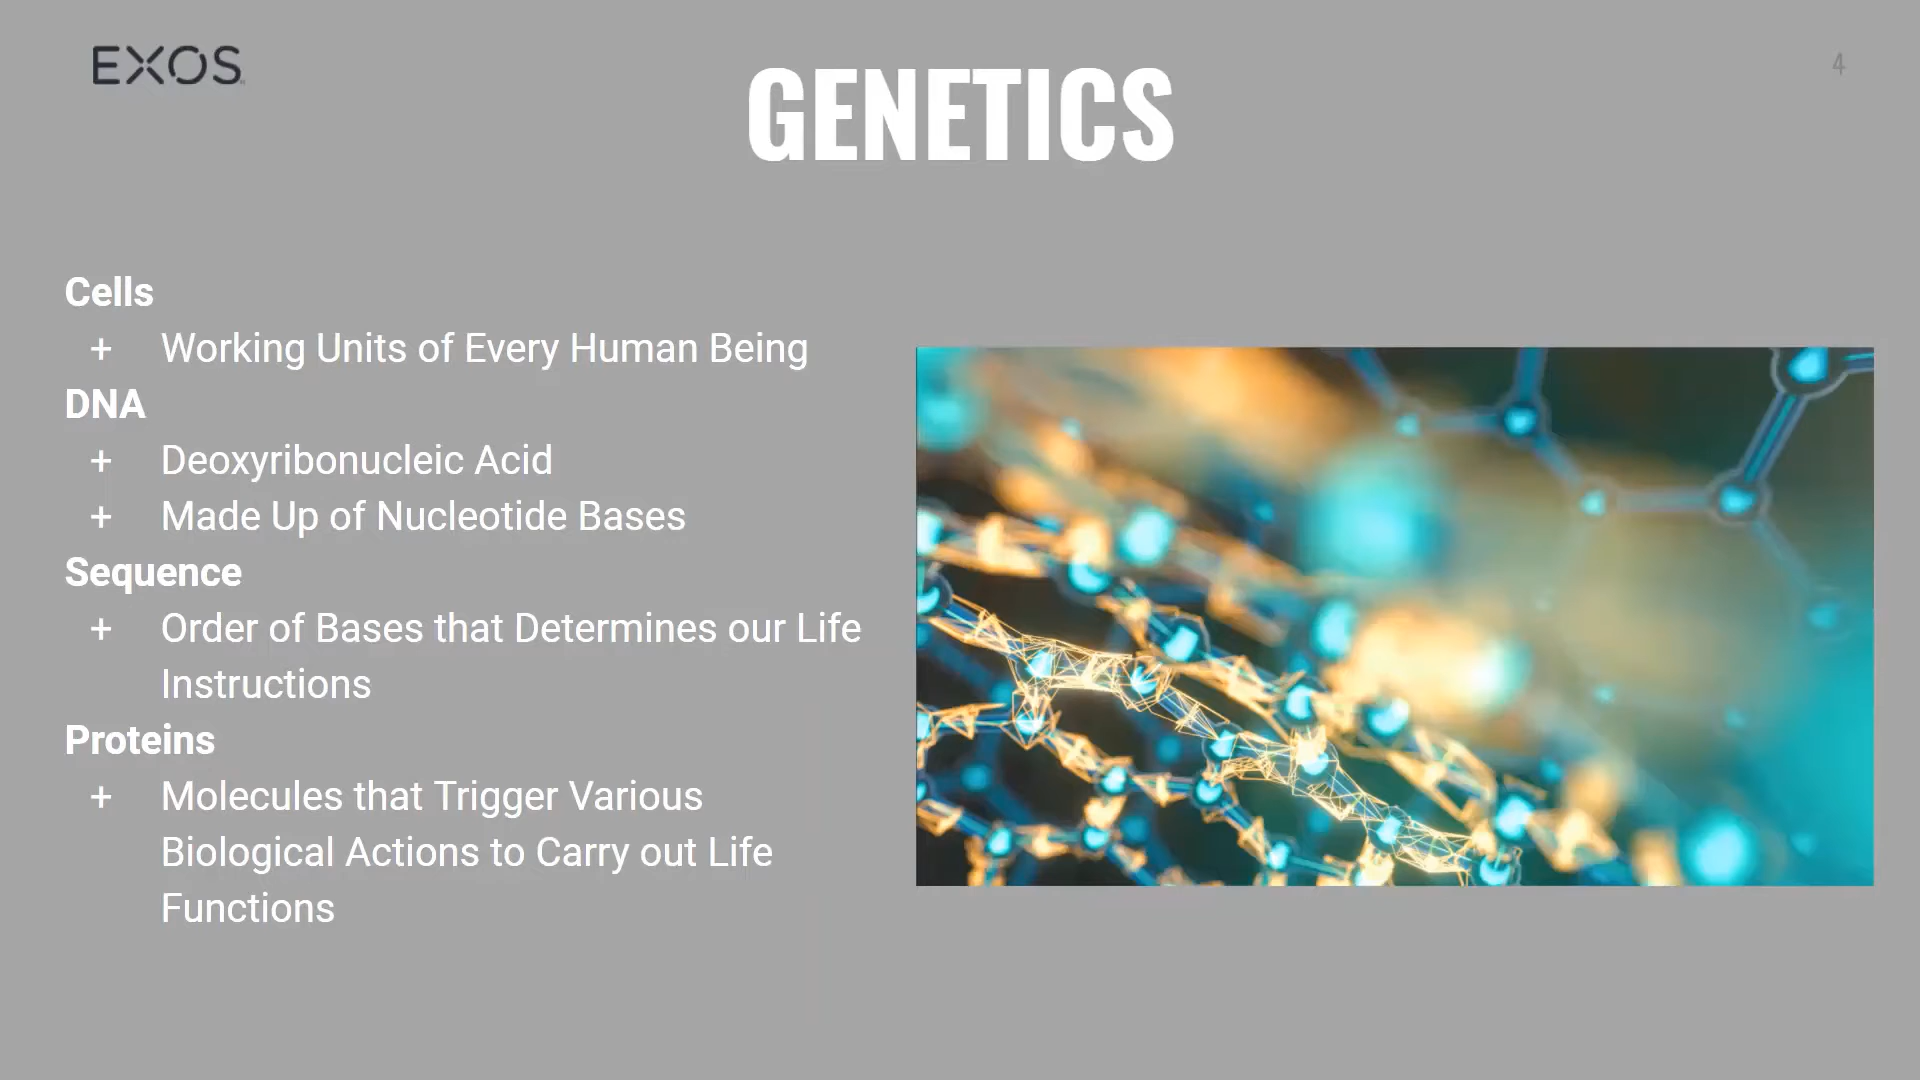 EXOS
4
GENETICS
Cells
+ Working Units of Every Human Being
DNA
+ Deoxyribonucleic Acid
+ Made Up of Nucleotide Bases
Sequence
+ Order of Bases that Determines our Life
Instructions
Proteins
+ Molecules that Trigger Various
Biological Actions to Carry out Life
Functions